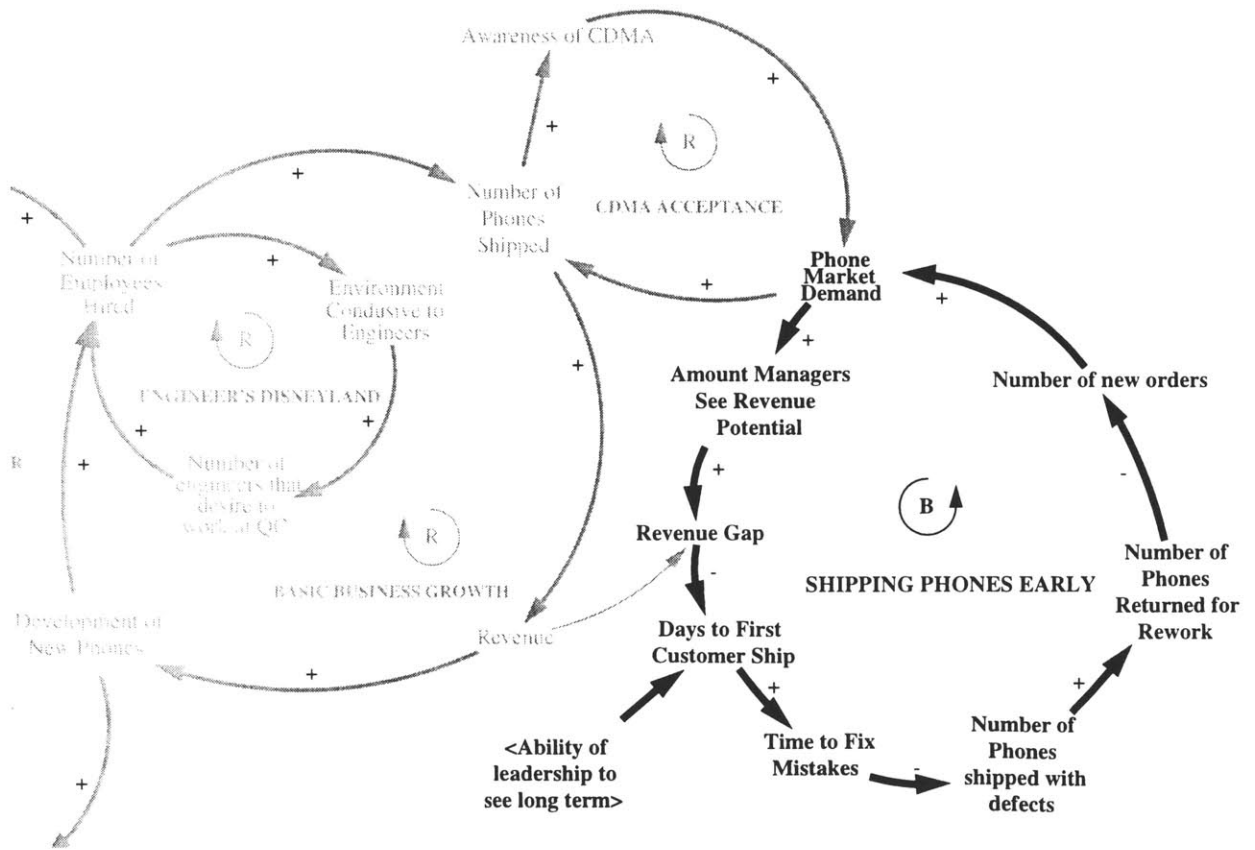 Awareness of CDMA
+
+
R
+
+
Number of
Phones
Shipped
CDMA ACCEPTANCE
Number of
Employees
Hired
+
Environment
Condusive to
Engineers
+
Phone
Market
Demand
+
+
R
+
Amount Managers
See Revenue
Potential
Number of new orders
ENGINEER'S DISNEYLAND
+
+
R
+
Number of
engineers that
desire to
work at QC
+
-
R
B
Revenue Gap
-
BASIC BUSINESS GROWTH
SHIPPING PHONES EARLY
Number of
Phones
Returned for
Rework
Development of
New Phones
Revenue
Days to First
Customer Ship
+
+
+
<Ability of
leadership to
see long term>
Time to Fix
Mistakes
-
Number of
Phones
shipped with
defects
+